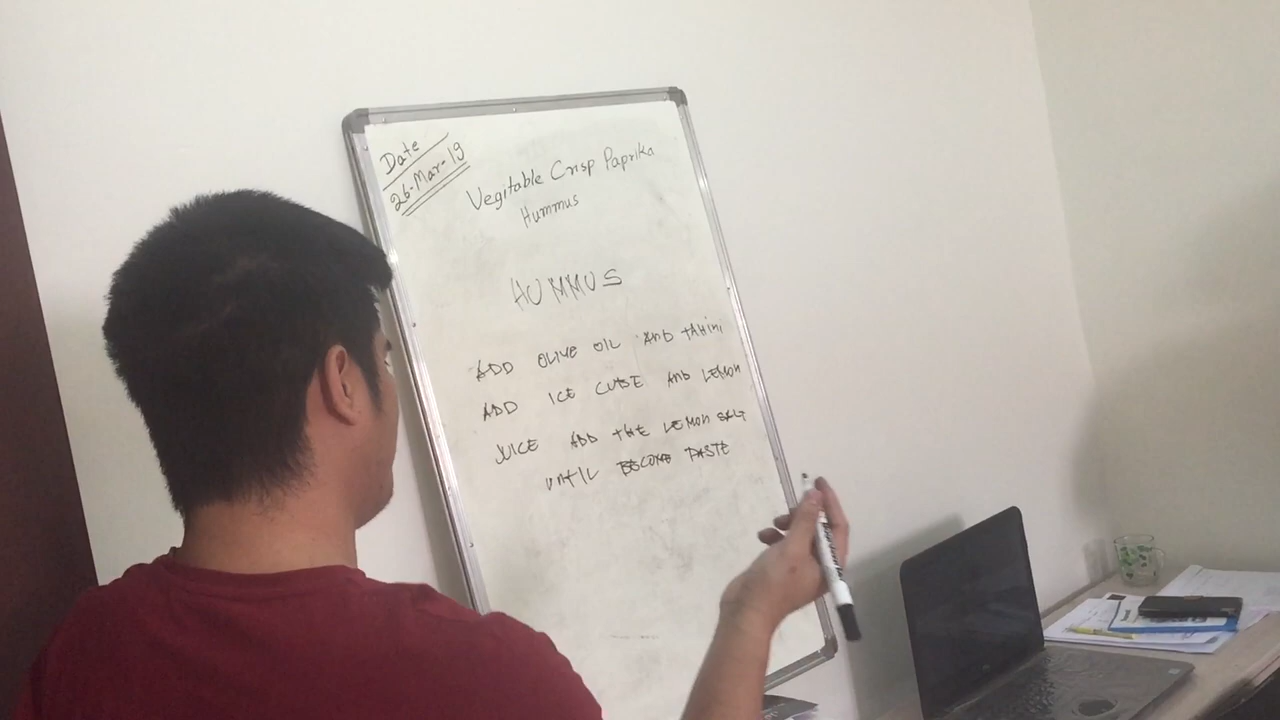 Date
26-Mar-19
Vegitable Crisp Paprika
Hummus
HUMMUS
ADD OLIVE OIL AND TAHINI
ADD ICE CUBE AND LEMON
JUICE ADD THE LEMON SALT
UNTIL BECOME PASTE